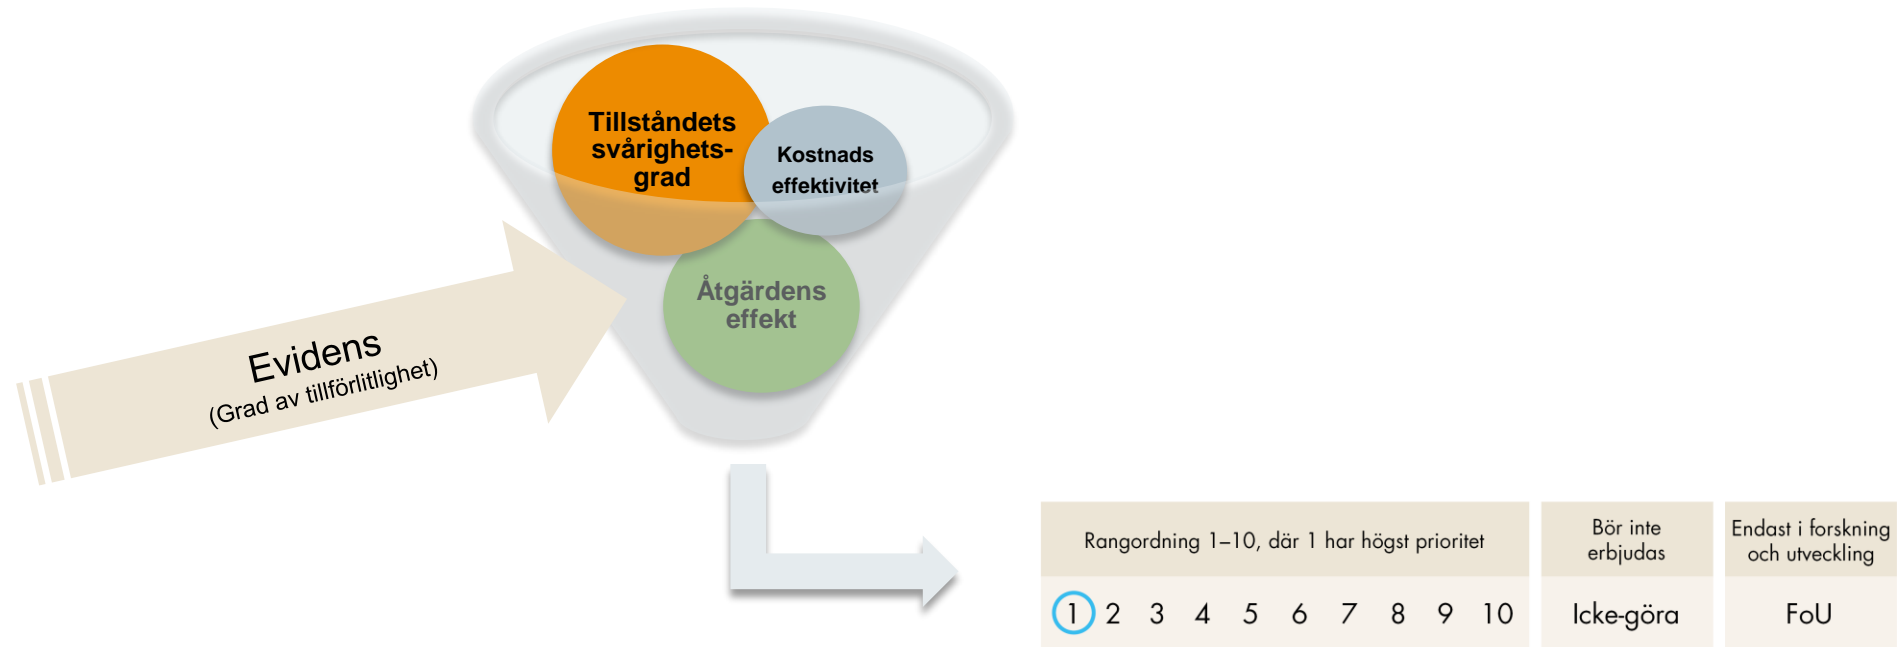 Tillståndets
svårighets-
grad
Kostnads
effektivitet
Åtgärdens
effekt
Evidens
(Grad av tillförlitlighet)
Rangordning 1–10, där 1 har högst prioritet
Bör inte
erbjudas
Endast i forskning
och utveckling
1 2 3 4 5 6 7 8 9 10
Icke-göra
FoU